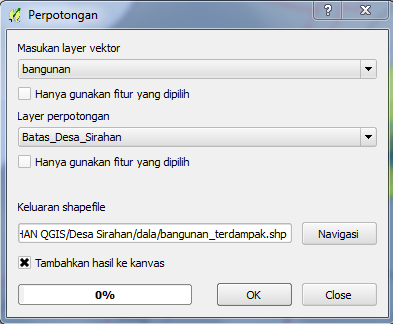 Perpotongan
Masukan layer vektor
bangunan
Hanya gunakan fitur yang dipilih
Layer perpotongan
Batas_Desa_Sirahan
Hanya gunakan fitur yang dipilih
Keluaran shapefile
HAN QGIS/Desa Sirahan/dala/bangunan_terdampak.shp
Navigasi
Tambahkan hasil ke kanvas
0%
OK
Close